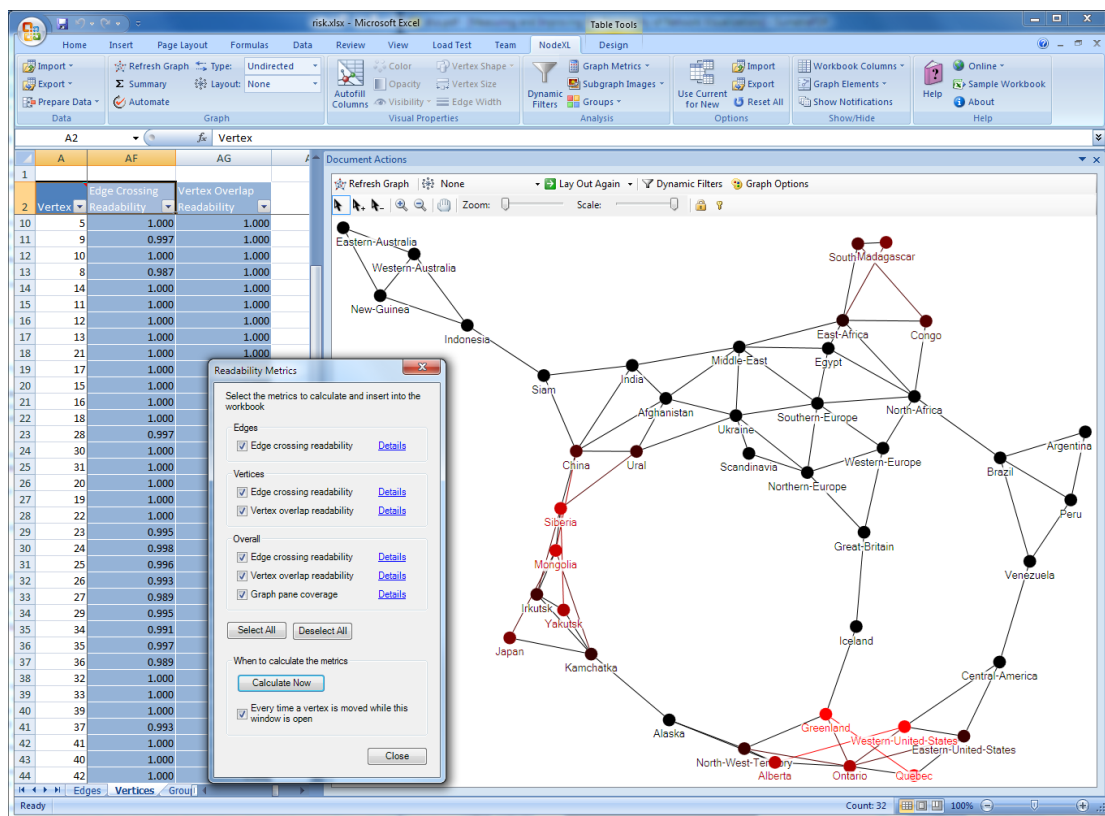 risk.xlsx - Microsoft Excel
Table Tools
Home Insert Page Layout Formulas Data Review View Load Test Team NodeXL Design
Import Refresh Graph Type: Undirected Color Vertex Shape Graph Metrics Import Workbook Columns Online
Export Summary Layout: None Opacity Vertex Size Subgraph Images Export Graph Elements Sample Workbook
Prepare Data Automate Visibility Edge Width Groups Reset All Show Notifications About
Autofill Columns
Dynamic Filters
Use Current for New
Help
Data Graph Visual Properties Analysis Options Show/Hide Help
A2 fx Vertex
A AF AG
Document Actions
1
Refresh Graph None Lay Out Again Dynamic Filters Graph Options
Zoom: Scale:
Edge Crossing Vertex Overlap
2 Vertex Readability Readability
10 5 1.000 1.000
11 9 0.997 1.000
12 10 1.000 1.000
13 8 0.987 1.000
14 14 1.000 1.000
15 11 1.000 1.000
16 12 1.000 1.000
17 13 1.000 1.000
18 21 1.000 1.000
19 17 1.000
20 15 1.000
21 16 1.000
22 18 1.000
23 28 0.997
24 30 1.000
25 31 1.000
26 20 1.000
27 19 1.000
28 22 1.000
29 23 0.995
30 24 0.998
31 25 0.996
32 26 0.993
33 27 0.989
34 29 0.995
35 34 0.991
36 35 0.997
37 36 0.989
38 32 1.000
39 33 1.000
40 39 1.000
41 37 0.993
42 41 1.000
43 40 1.000
44 42 1.000
Edges Vertices
Readability Metrics
Select the metrics to calculate and insert into the
workbook
Edges
Edge crossing readability Details
Vertices
Edge crossing readability Details
Vertex overlap readability Details
Overall
Edge crossing readability Details
Vertex overlap readability Details
Graph pane coverage Details
Select All Deselect All
When to calculate the metrics
Calculate Now
Every time a vertex is moved while this
window is open
Close
Eastern-Australia
Western-Australia
New-Guinea
Indonesia
Siam
South
Madagascar
East-Africa
Congo
Middle-East
Egypt
India
Afghanistan
North-Africa
Southern-Europe
Ukraine
Argentina
China
Ural
Scandinavia
Western-Europe
Brazil
Northern-Europe
Peru
Siberia
Great-Britain
Mongolia
Venezuela
Irkutsk
Yakutsk
Iceland
Japan
Kamchatka
Central-America
Greenland
Alaska
Western-United-States
Eastern-United-States
North-West-Territory
Alberta
Ontario
Quebec
Ready Count: 32 100%